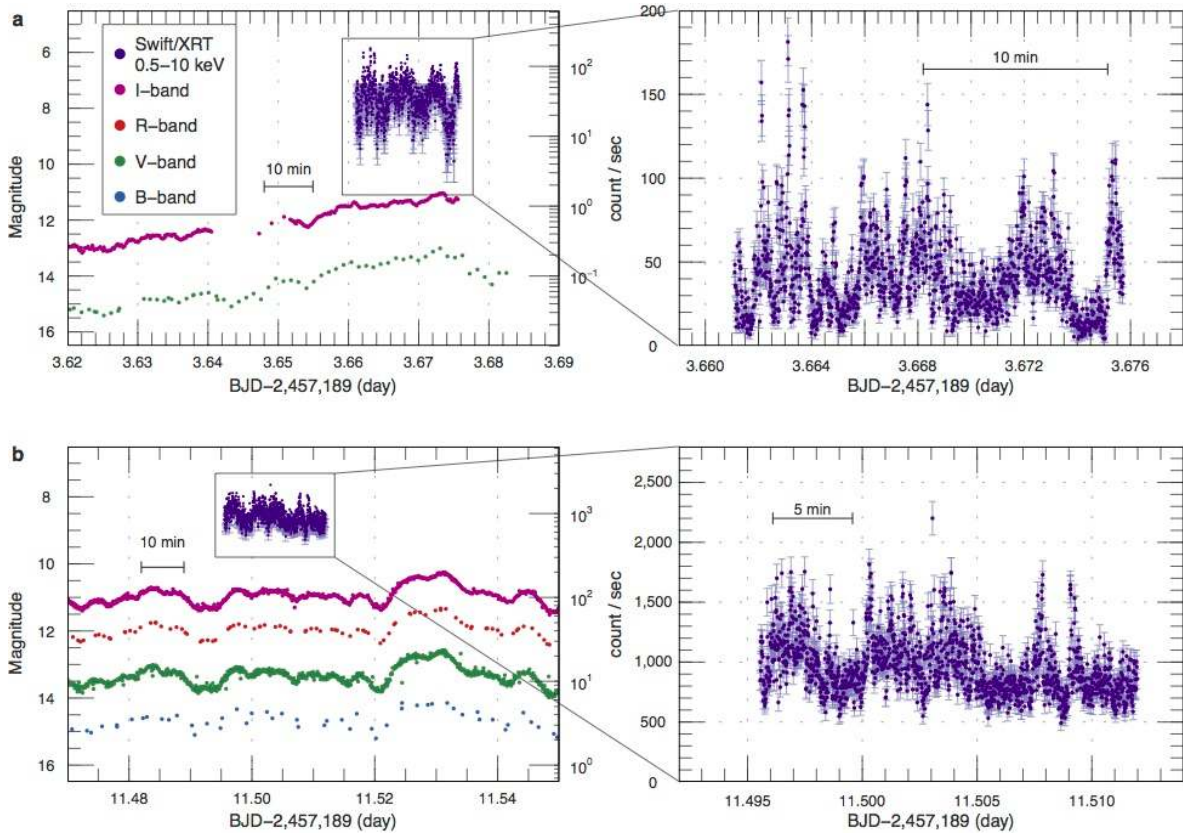 a
Swift/XRT
0.5–10 keV
I–band
R–band
V–band
B–band
10 min
Magnitude
6
8
10
12
14
16
10²
10¹
10⁰
10⁻¹
count / sec
3.62 3.63 3.64 3.65 3.66 3.67 3.68 3.69
BJD–2,457,189 (day)
200
150
100
50
0
10 min
3.660 3.664 3.668 3.672 3.676
BJD–2,457,189 (day)
b
10 min
Magnitude
8
10
12
14
16
10³
10²
10¹
10⁰
count / sec
11.48 11.50 11.52 11.54
BJD–2,457,189 (day)
2,500
2,000
1,500
1,000
500
0
5 min
11.495 11.500 11.505 11.510
BJD–2,457,189 (day)